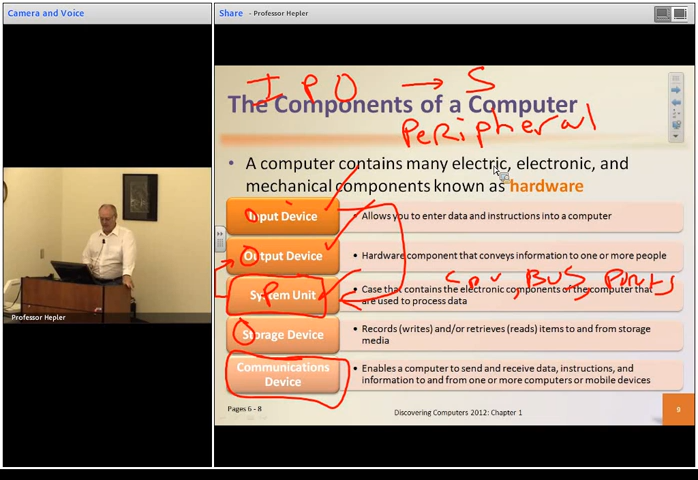 Camera and Voice
Share - Professor Hepler
I P O → S
The Components of a Computer
Peripheral
• A computer contains many electric, electronic, and
mechanical components known as hardware
Input Device
• Allows you to enter data and instructions into a computer
Output Device
• Hardware component that conveys information to one or more people
CPU, BUS, Ports
System Unit
P
• Case that contains the electronic components of the computer that
are used to process data
Storage Device
• Records (writes) and/or retrieves (reads) items to and from storage
media
Communications
Device
• Enables a computer to send and receive data, instructions, and
information to and from one or more computers or mobile devices
Pages 6 - 8
Discovering Computers 2012: Chapter 1
9
Professor Hepler